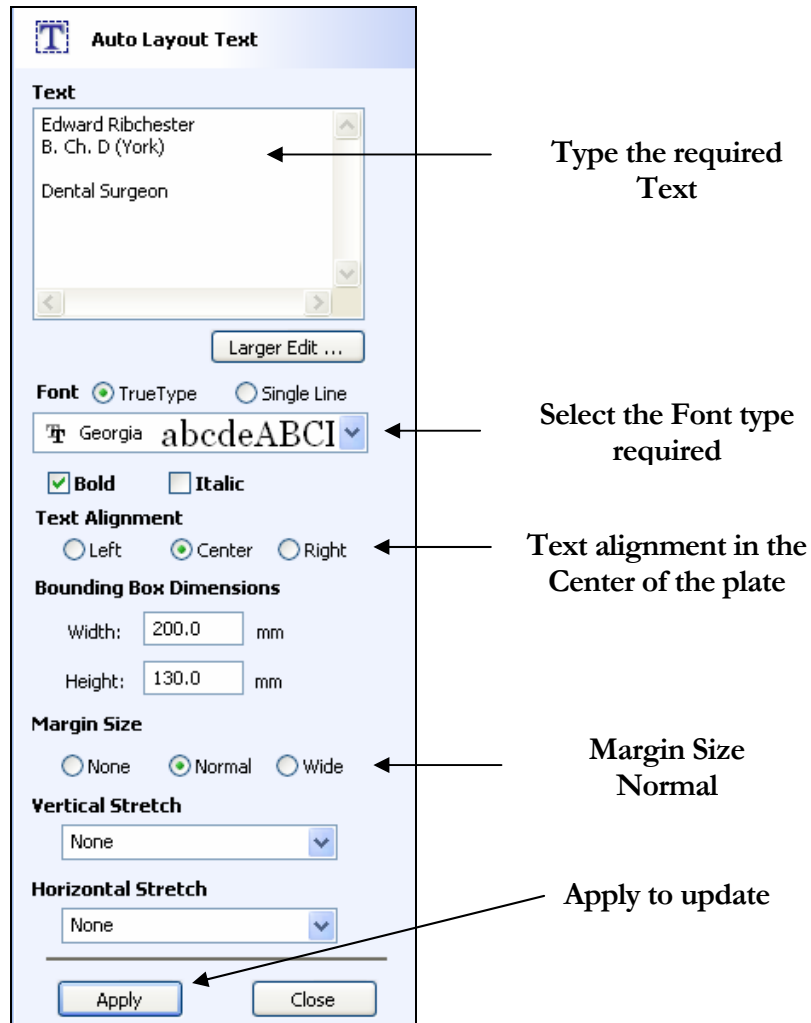 Auto Layout Text
Text
Edward Ribchester
B. Ch. D (York)
Dental Surgeon
Type the required
Text
Larger Edit ...
Font TrueType Single Line
Georgia abcdeABCI
Select the Font type
required
Bold Italic
Text Alignment
Left Center Right
Text alignment in the
Center of the plate
Bounding Box Dimensions
Width: 200.0 mm
Height: 130.0 mm
Margin Size
None Normal Wide
Margin Size
Normal
Vertical Stretch
None
Horizontal Stretch
None
Apply to update
Apply Close